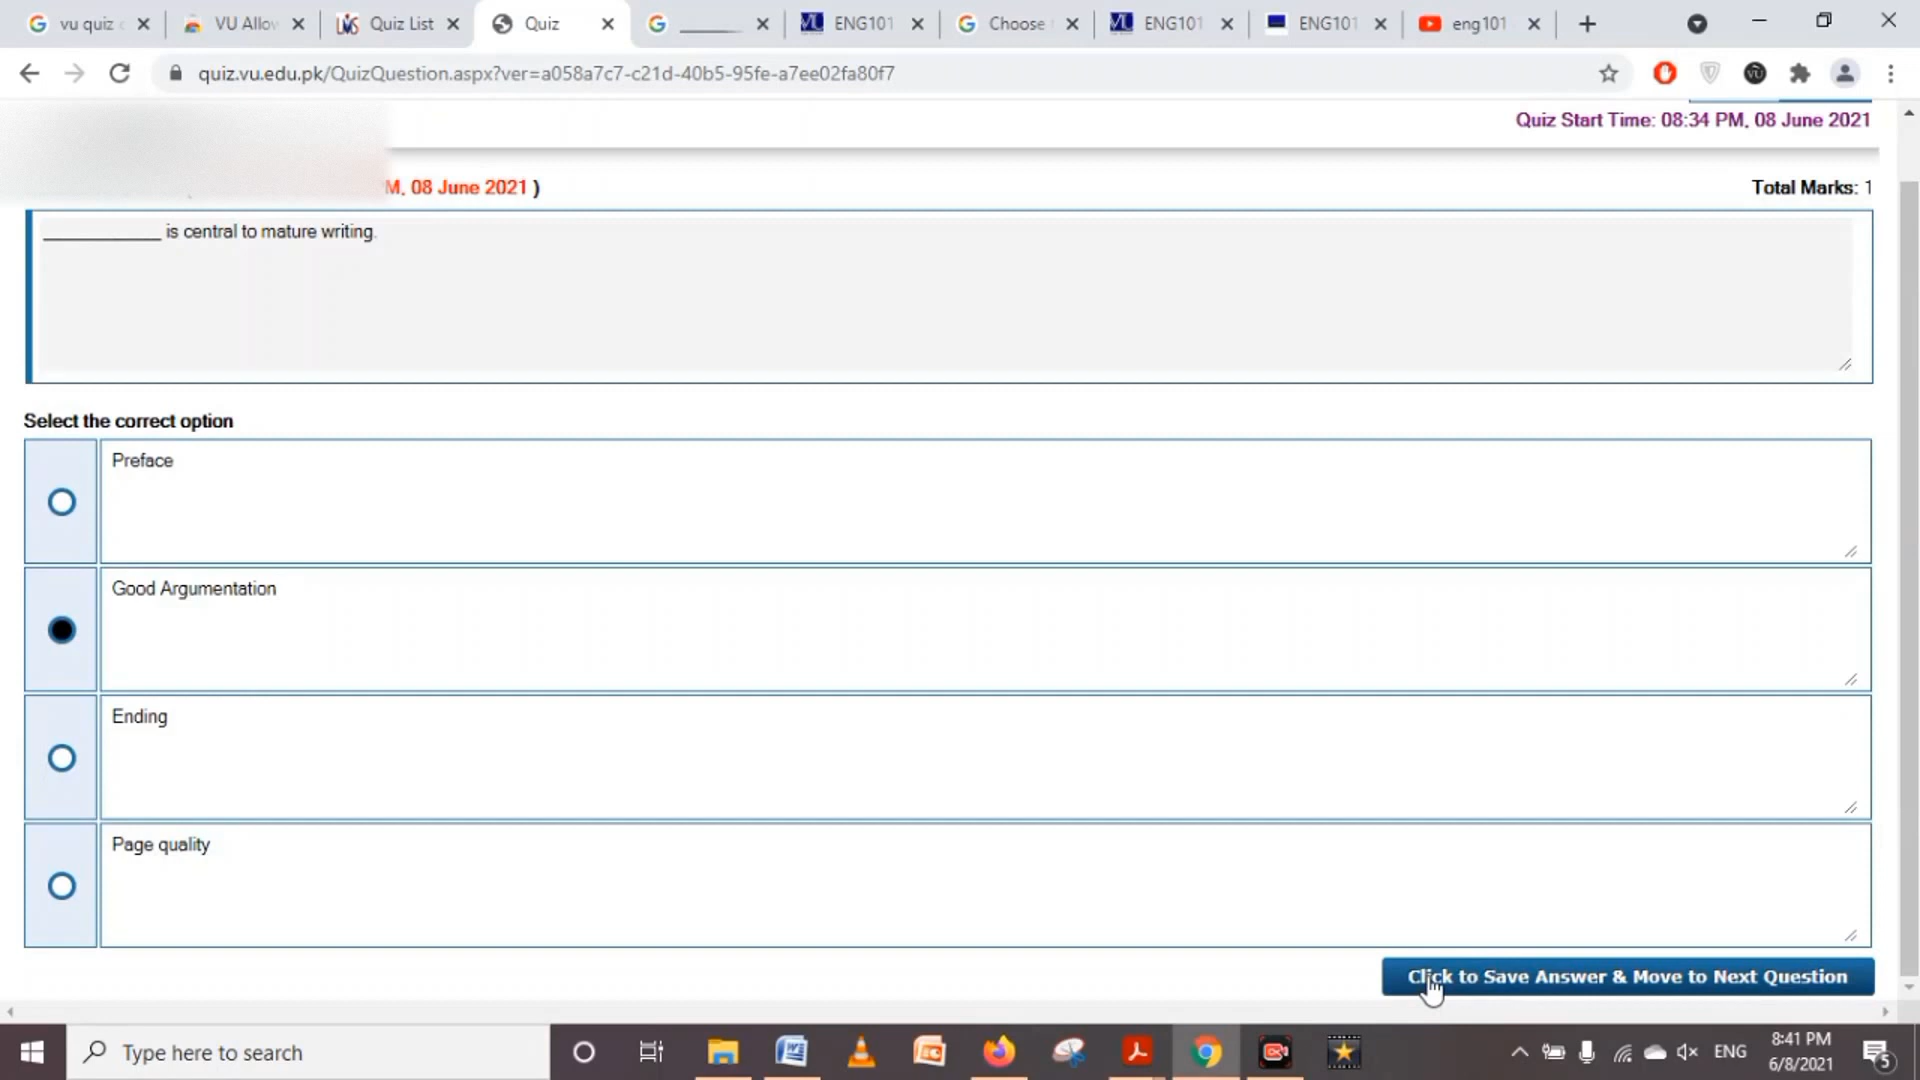 vu quiz
VU Allow
Quiz List
Quiz
ENG101
Choose
ENG101
ENG101
eng101
quiz.vu.edu.pk/QuizQuestion.aspx?ver=a058a7c7-c21d-40b5-95fe-a7ee02fa80f7
Quiz Start Time: 08:34 PM, 08 June 2021
M, 08 June 2021 )
Total Marks: 1
____________ is central to mature writing.
Select the correct option
Preface
Good Argumentation
Ending
Page quality
Click to Save Answer & Move to Next Question
Type here to search
ENG
8:41 PM
6/8/2021
5